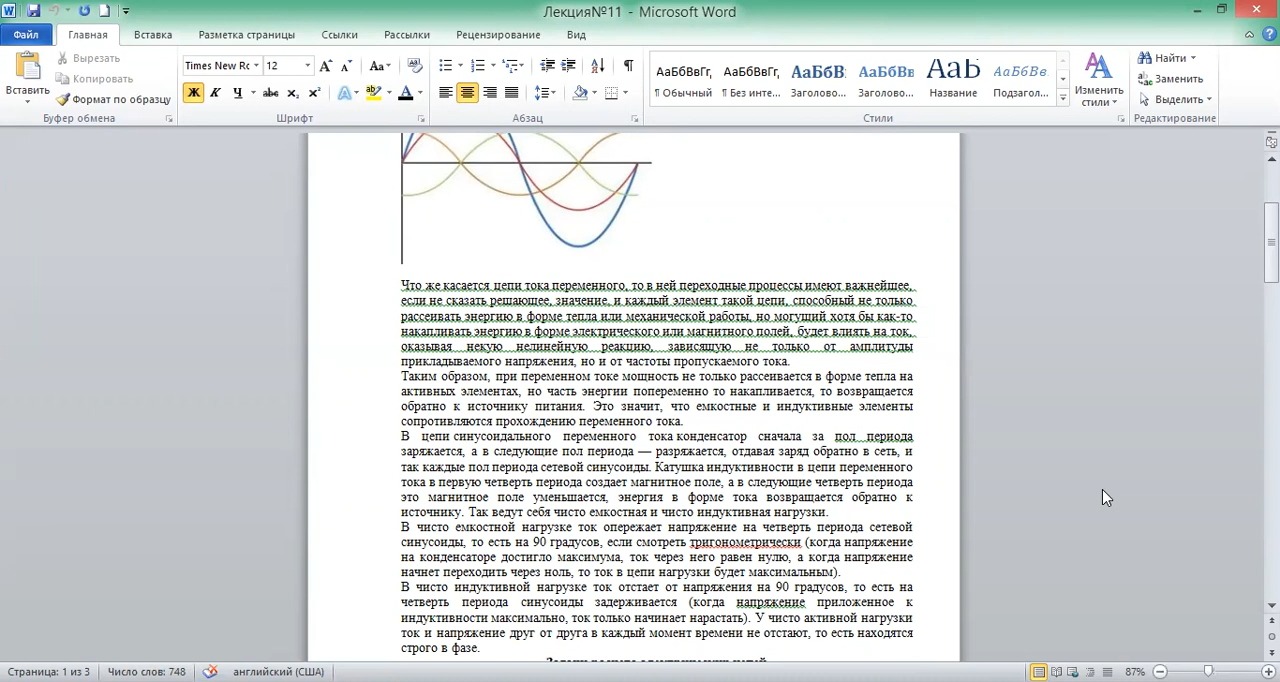 Лекция№11 - Microsoft Word
Файл Главная Вставка Разметка страницы Ссылки Рассылки Рецензирование Вид
Вставить
Вырезать
Копировать
Формат по образцу
Буфер обмена
Times New Rc 12
Ж К Ч abc x₂ x²
Шрифт
Абзац
АаБбВвГг, АаБбВвГг, АаБбВ АаБбВв АаБ АаБбВв
¶ Обычный ¶ Без инте... Заголово... Заголово... Название Подзагол...
Стили
Изменить
стили
Найти
Заменить
Выделить
Редактирование
Что же касается цепи тока переменного, то в ней переходные процессы имеют важнейшее,
если не сказать решающее, значение, и каждый элемент такой цепи, способный не только
рассеивать энергию в форме тепла или механической работы, но могущий хотя бы как-то
накапливать энергию в форме электрического или магнитного полей, будет влиять на ток,
оказывая некую нелинейную реакцию, зависящую не только от амплитуды
прикладываемого напряжения, но и от частоты пропускаемого тока.
Таким образом, при переменном токе мощность не только рассеивается в форме тепла на
активных элементах, но часть энергии попеременно то накапливается, то возвращается
обратно к источнику питания. Это значит, что емкостные и индуктивные элементы
сопротивляются прохождению переменного тока.
В цепи синусоидального переменного тока конденсатор сначала за пол периода
заряжается, а в следующие пол периода — разряжается, отдавая заряд обратно в сеть, и
так каждые пол периода сетевой синусоиды. Катушка индуктивности в цепи переменного
тока в первую четверть периода создает магнитное поле, а в следующие четверть периода
это магнитное поле уменьшается, энергия в форме тока возвращается обратно к
источнику. Так ведут себя чисто емкостная и чисто индуктивная нагрузки.
В чисто емкостной нагрузке ток опережает напряжение на четверть периода сетевой
синусоиды, то есть на 90 градусов, если смотреть тригонометрически (когда напряжение
на конденсаторе достигло максимума, ток через него равен нулю, а когда напряжение
начнет переходить через ноль, то ток в цепи нагрузки будет максимальным).
В чисто индуктивной нагрузке ток отстает от напряжения на 90 градусов, то есть на
четверть периода синусоиды задерживается (когда напряжение приложенное к
индуктивности максимально, ток только начинает нарастать). У чисто активной нагрузки
ток и напряжение друг от друга в каждый момент времени не отстают, то есть находятся
строго в фазе.
Страница: 1 из 3 Число слов: 748 английский (США) 87%